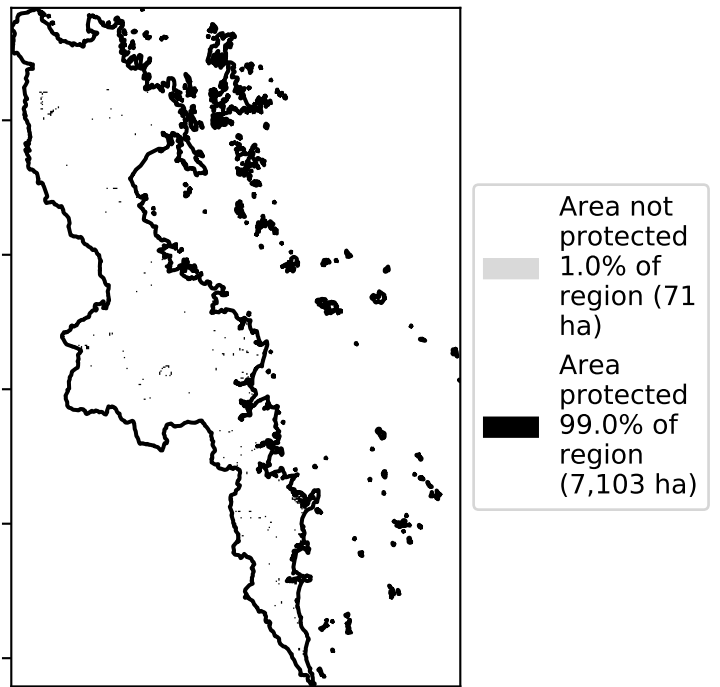 Area not
protected
1.0% of
region (71
ha)
Area
protected
99.0% of
region
(7,103 ha)